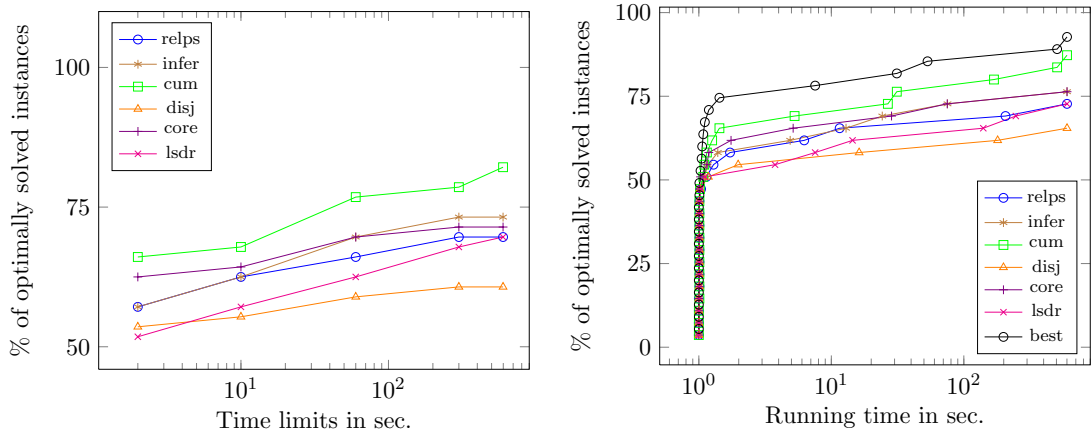 % of optimally solved instances
100
75
50
relps
infer
cum
disj
core
lsdr
10^1
10^2
Time limits in sec.
% of optimally solved instances
100
75
50
25
0
relps
infer
cum
disj
core
lsdr
best
10^0
10^1
10^2
Running time in sec.